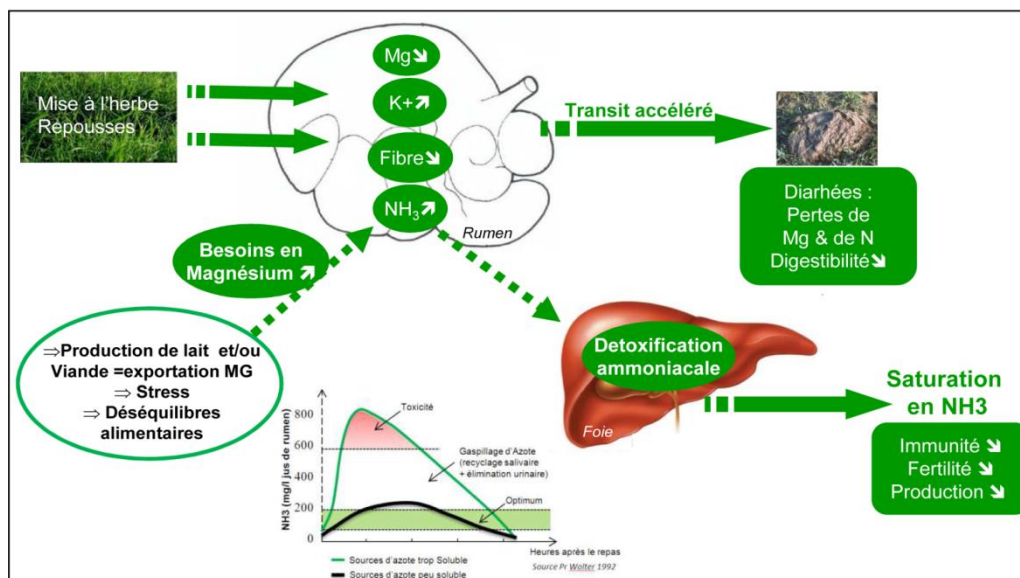 Mise à l'herbe
Repousses
Mg
K+
Fibre
NH3
Rumen
Transit accéléré
Diarhées :
Pertes de
Mg & de N
Digestibilité
Besoins en
Magnésium
⇒Production de lait et/ou
Viande =exportation MG
⇒ Stress
⇒ Déséquilibres
alimentaires
Detoxification
ammoniacale
Foie
Saturation
en NH3
Immunité
Fertilité
Production
NH3 (mg/l jus de rumen)
800
600
400
200
0
Toxicité
Gaspillage d'Azote
(recyclage salivaire
+ élimination urinaire)
Optimum
Heures après le repas
Source Pr Wolter 1992
Sources d'azote trop Soluble
Sources d'azote peu soluble